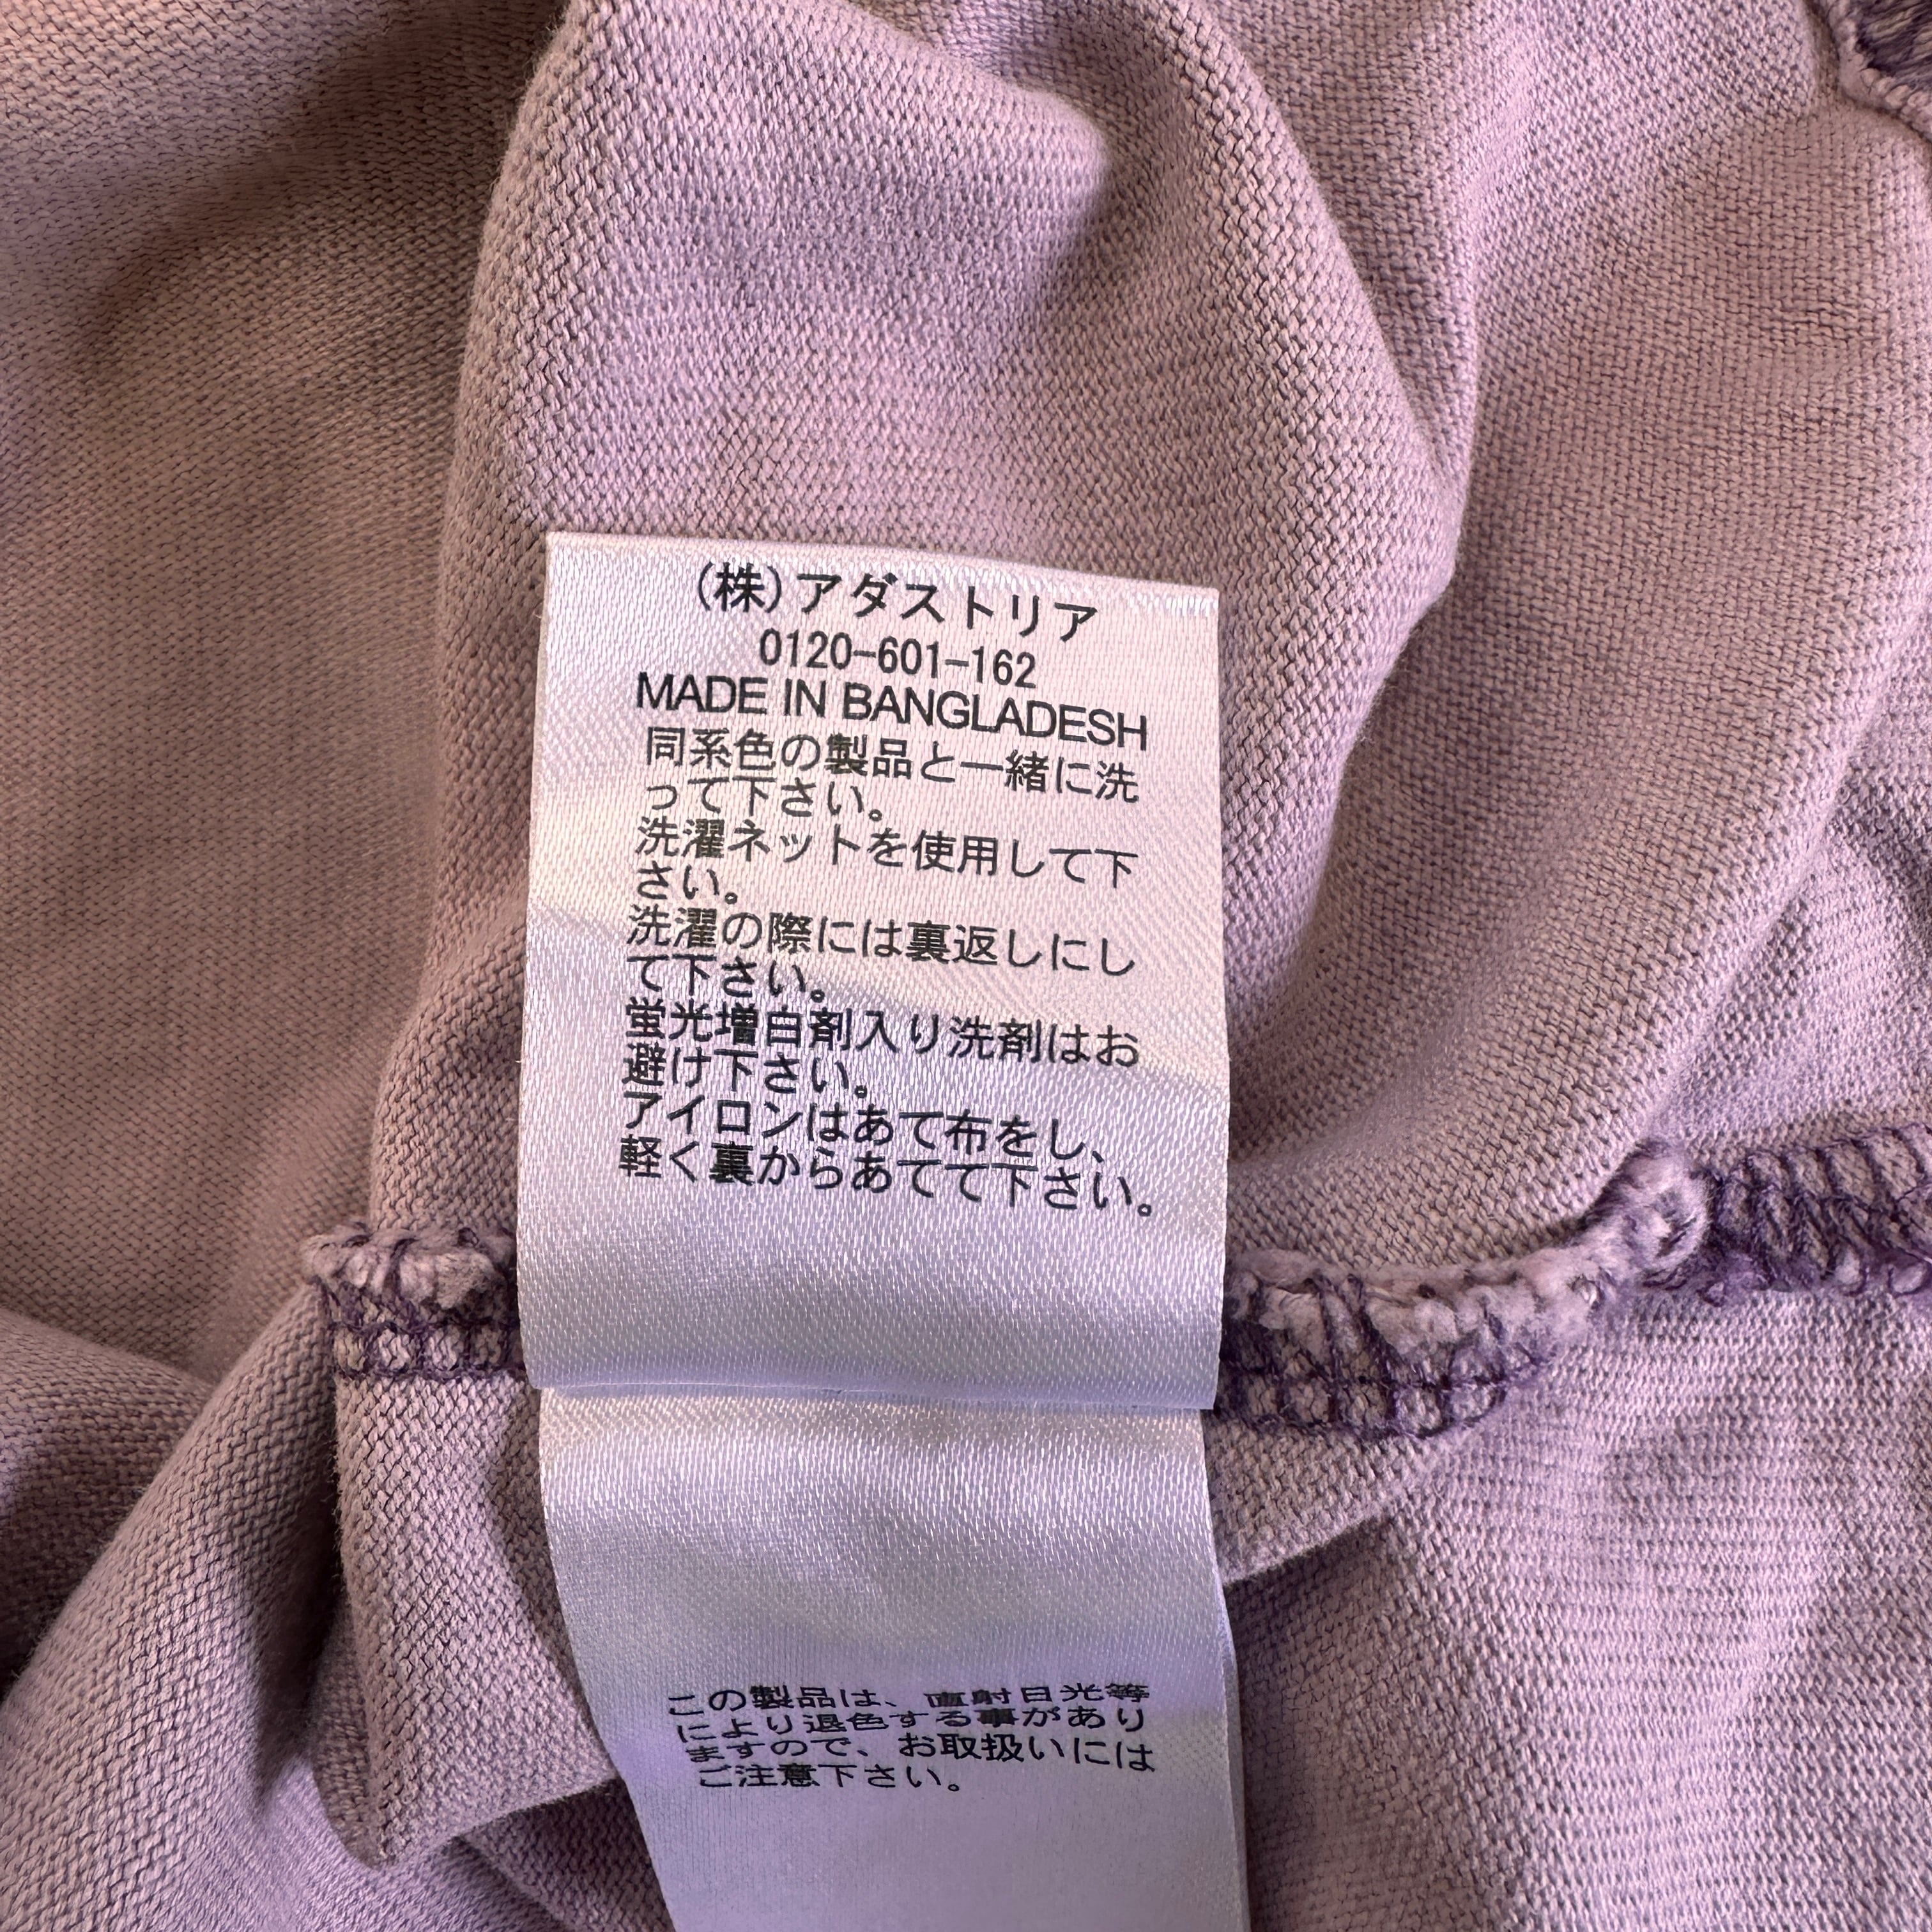 (株)アダストリア
0120-601-162
MADE IN BANGLADESH
同系色の製品と一緒に洗
って下さい。
洗濯ネットを使用して下
さい。
洗濯の際には裏返しにし
て下さい。
蛍光増白剤入り洗剤はお
避け下さい。
アイロンはあて布をし、
軽く裏からあてて下さい。
この製品は、直射日光等
により退色する事があり
ますので、お取扱いには
ご注意下さい。